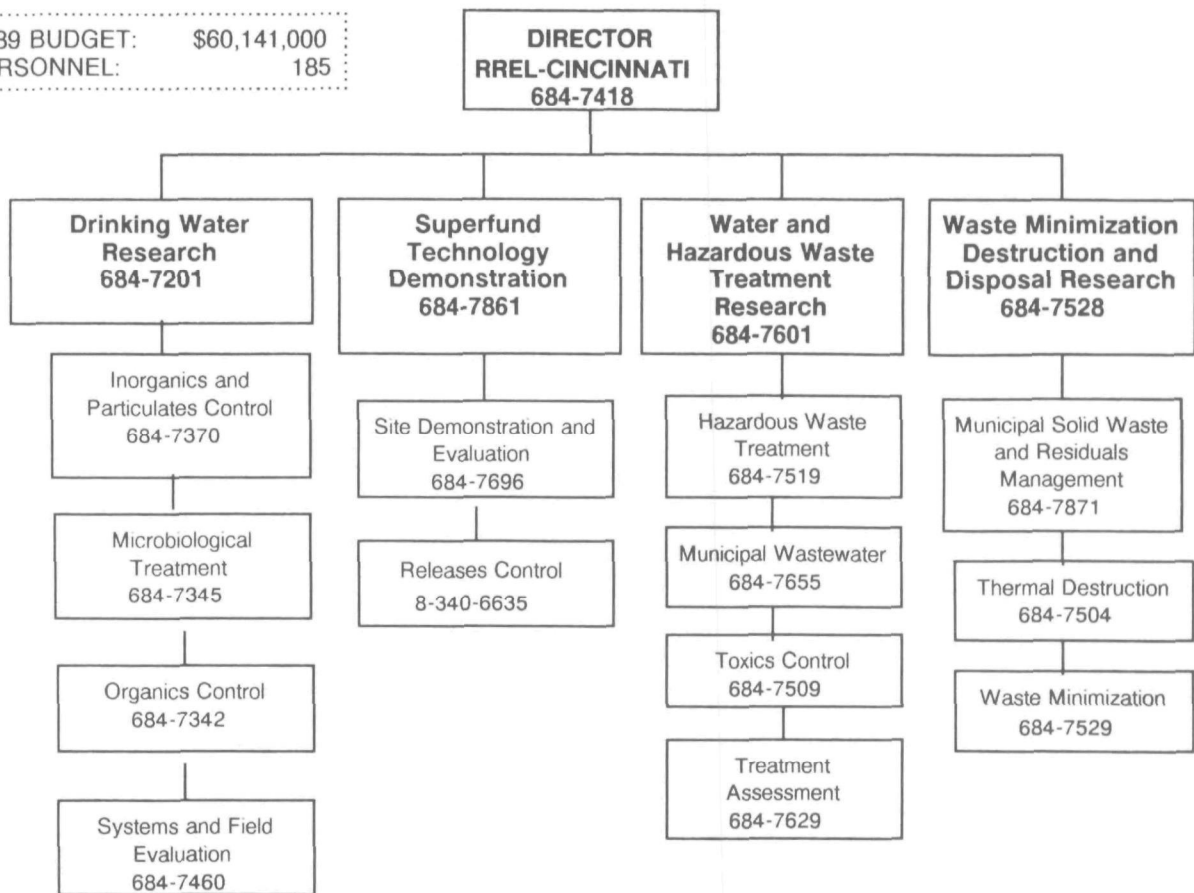 89 BUDGET: $60,141,000
RSONNEL: 185
DIRECTOR
RREL-CINCINNATI
684-7418
Drinking Water
Research
684-7201
Inorganics and
Particulates Control
684-7370
Microbiological
Treatment
684-7345
Organics Control
684-7342
Systems and Field
Evaluation
684-7460
Superfund
Technology
Demonstration
684-7861
Site Demonstration and
Evaluation
684-7696
Releases Control
8-340-6635
Water and
Hazardous Waste
Treatment
Research
684-7601
Hazardous Waste
Treatment
684-7519
Municipal Wastewater
684-7655
Toxics Control
684-7509
Treatment
Assessment
684-7629
Waste Minimization
Destruction and
Disposal Research
684-7528
Municipal Solid Waste
and Residuals
Management
684-7871
Thermal Destruction
684-7504
Waste Minimization
684-7529